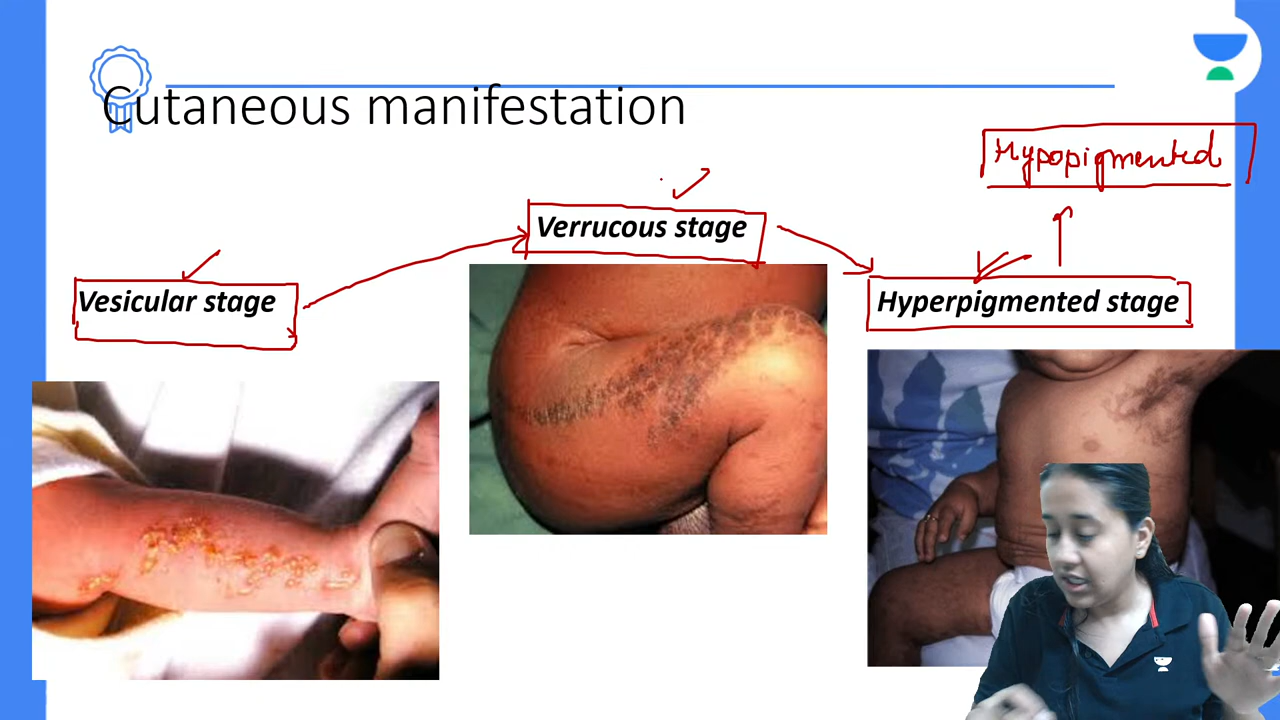 Cutaneous manifestation
Hypopigmented
Verrucous stage
Vesicular stage
Hyperpigmented stage